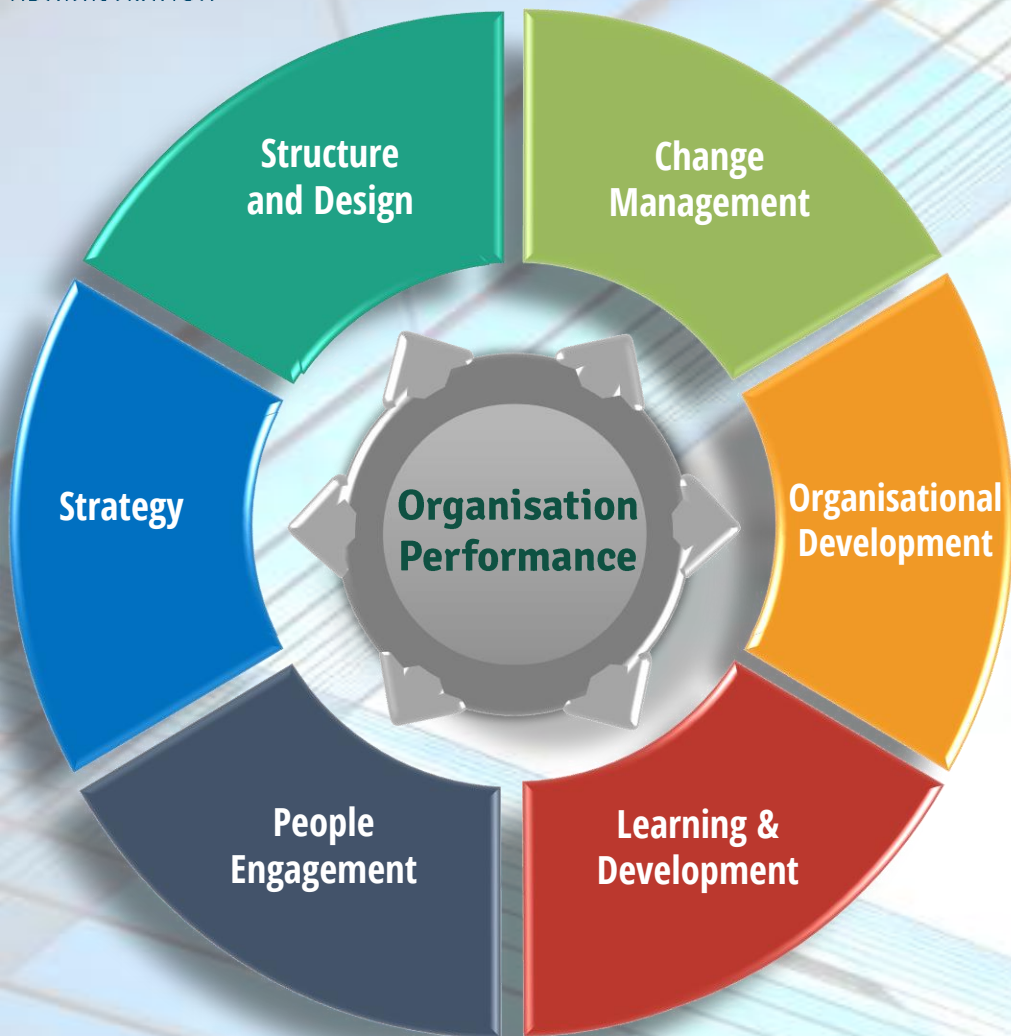 Structure
and Design
Change
Management
Strategy
Organisation
Performance
Organisational
Development
People
Engagement
Learning &
Development